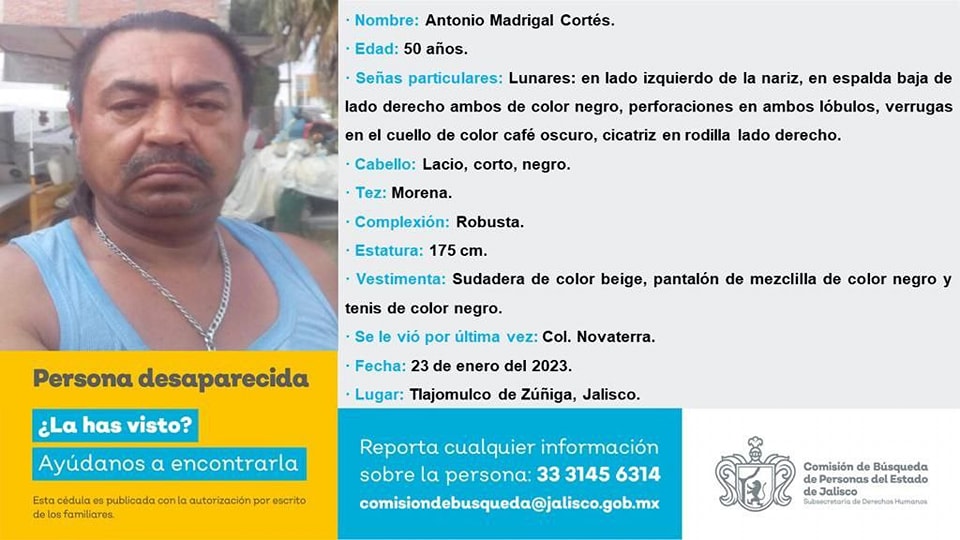 · Nombre: Antonio Madrigal Cortés.
· Edad: 50 años.
· Señas particulares: Lunares: en lado izquierdo de la nariz, en espalda baja de
lado derecho ambos de color negro, perforaciones en ambos lóbulos, verrugas
en el cuello de color café oscuro, cicatriz en rodilla lado derecho.
· Cabello: Lacio, corto, negro.
· Tez: Morena.
· Complexión: Robusta.
· Estatura: 175 cm.
· Vestimenta: Sudadera de color beige, pantalón de mezclilla de color negro y
tenis de color negro.
· Se le vió por última vez: Col. Novaterra.
· Fecha: 23 de enero del 2023.
· Lugar: Tlajomulco de Zúñiga, Jalisco.
Persona desaparecida
¿La has visto?
Ayúdanos a encontrarla
Esta cédula es publicada con la autorización por escrito
de los familiares.
Reporta cualquier información
sobre la persona: 33 3145 6314
comisiondebusqueda@jalisco.gob.mx
Comisión de Búsqueda
de Personas del Estado
de Jalisco
Subsecretaría de Derechos Humanos